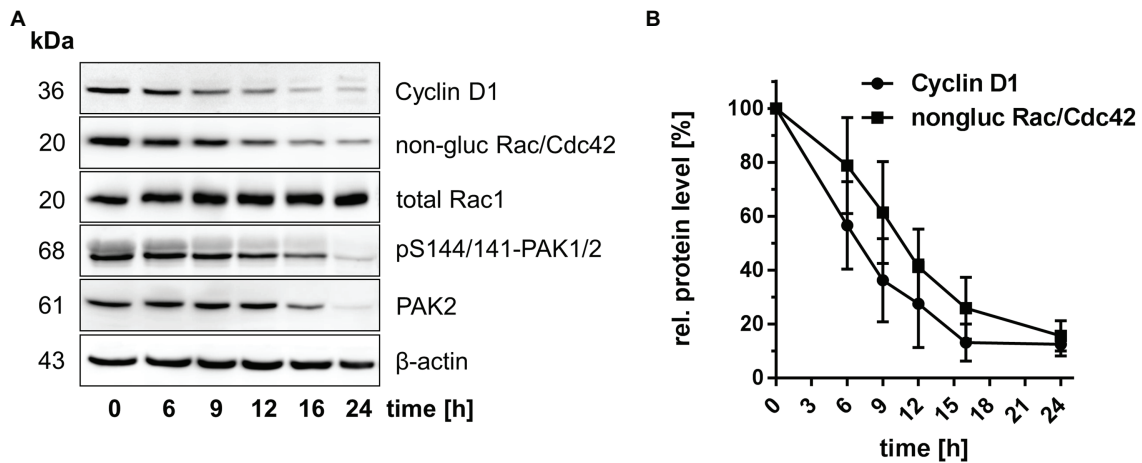 A
kDa
36 Cyclin D1
20 non-gluc Rac/Cdc42
20 total Rac1
68 pS144/141-PAK1/2
61 PAK2
43 β-actin
0 6 9 12 16 24 time [h]
B
Cyclin D1
nongluc Rac/Cdc42
rel. protein level [%]
100
80
60
40
20
0
0 3 6 9 12 15 18 21 24
time [h]